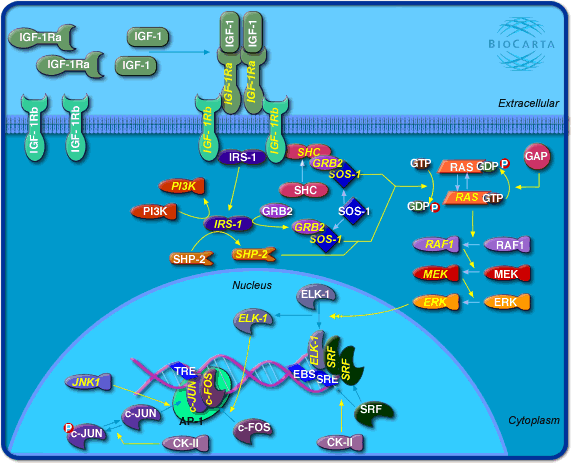 IGF-1Ra
IGF-1
IGF-1 IGF-1
BIOCARTA
IGF-1Ra
IGF-1
IGF-1Ra IGF-1Ra
Extracellular
IGF-1Rb IGF-1Rb IGF-1Rb IGF-1Rb
IRS-1
SHC
GRB2
SOS-1
GTP
RAS GDP P
GAP
PI3K
SHC
RAS GTP
PI3K
IRS-1
GRB2
SOS-1
GDP P
GRB2
SOS-1
RAF1 RAF1
SHP-2
SHP-2
MEK MEK
Nucleus
ELK-1
ERK ERK
ELK-1
TRE
ELK-1
SRF
SRF
EBS SRE
JNK1
c-JUN
c-FOS
c-JUN
AP-1
SRF
P
c-JUN
c-FOS
Cytoplasm
CK-II
CK-II